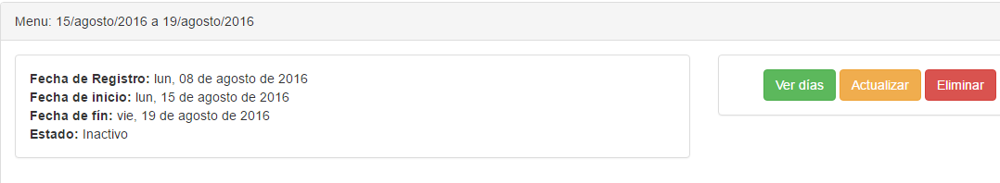 Menu: 15/agosto/2016 a 19/agosto/2016
Fecha de Registro: lun, 08 de agosto de 2016
Fecha de inicio: lun, 15 de agosto de 2016
Fecha de fín: vie, 19 de agosto de 2016
Estado: Inactivo
Ver días Actualizar Eliminar